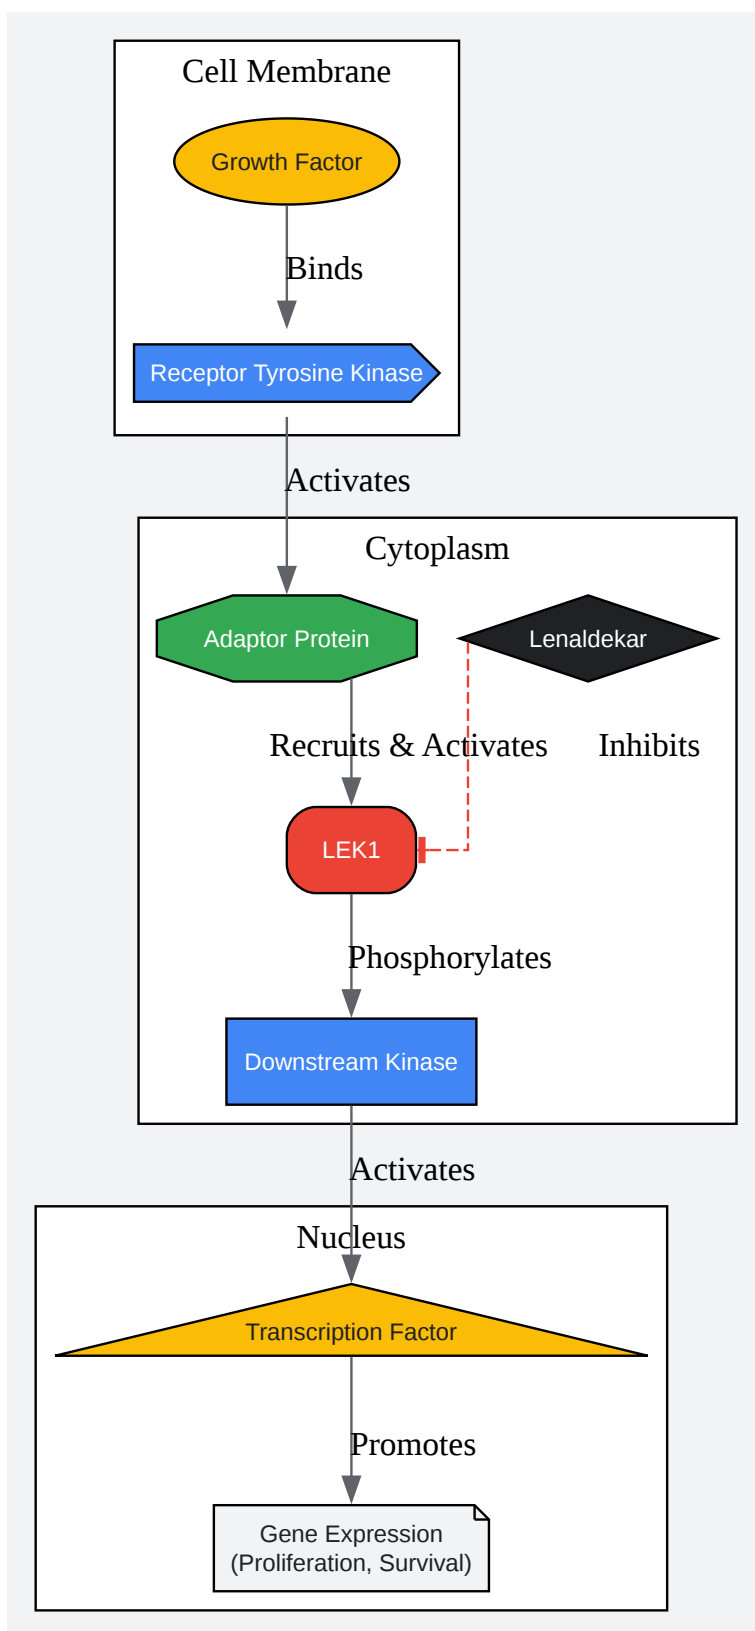 Cell Membrane
Growth Factor
Binds
Receptor Tyrosine Kinase
Activates
Cytoplasm
Adaptor Protein
Lenaldekar
Recruits & Activates
Inhibits
LEK1
Phosphorylates
Downstream Kinase
Activates
Nucleus
Transcription Factor
Promotes
Gene Expression
(Proliferation, Survival)